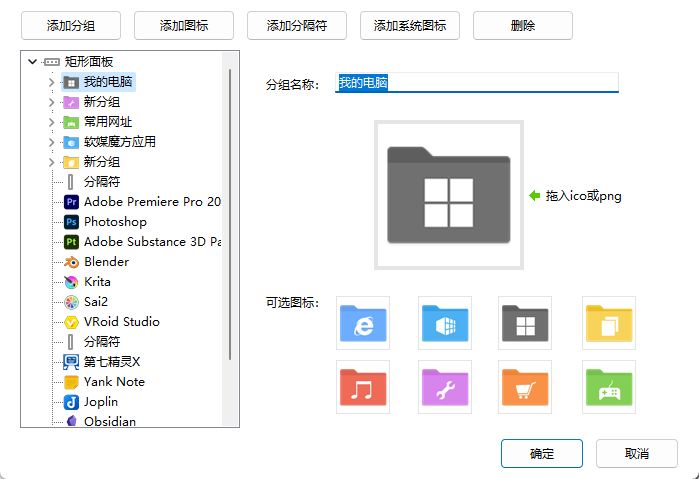 添加分组 添加图标 添加分隔符 添加系统图标 删除
矩形面板
我的电脑
新分组
常用网址
软媒魔方应用
新分组
分隔符
Pr Adobe Premiere Pro 20
Ps Photoshop
Pt Adobe Substance 3D Pa
Blender
Krita
Sai2
VRoid Studio
分隔符
第七精灵X
Yank Note
Joplin
Obsidian
分组名称： 我的电脑
拖入ico或png
可选图标：
确定 取消